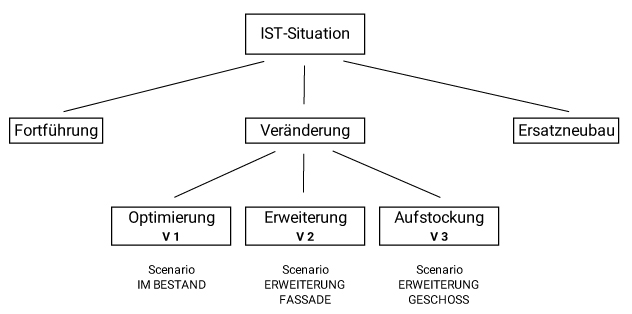 IST-Situation
Fortführung
Veränderung
Ersatzneubau
Optimierung
V 1
Erweiterung
V 2
Aufstockung
V 3
Scenario
IM BESTAND
Scenario
ERWEITERUNG
FASSADE
Scenario
ERWEITERUNG
GESCHOSS